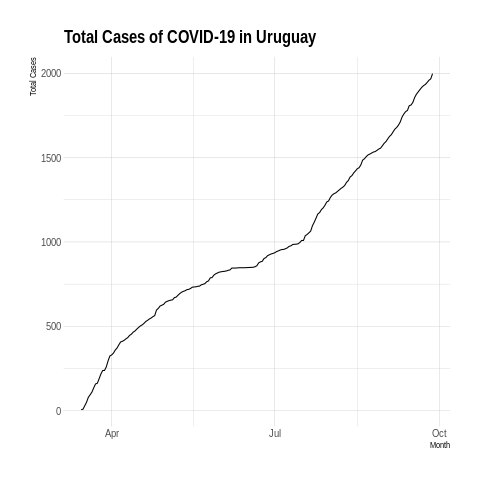 Total Cases of COVID-19 in Uruguay
Total Cases
2000
1500
1000
500
0
Apr Jul Oct
Month